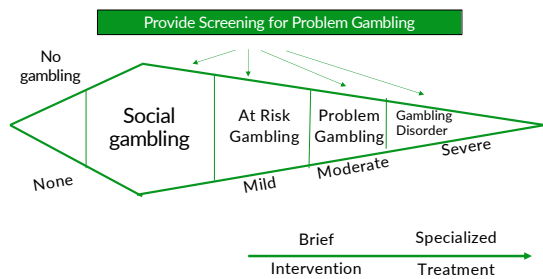 Provide Screening for Problem Gambling
No
gambling
Social
gambling
At Risk
Gambling
Problem
Gambling
Gambling
Disorder
None
Mild
Moderate
Severe
Brief
Intervention
Specialized
Treatment